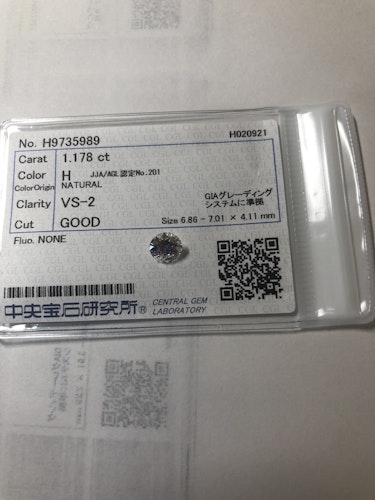 No. H9735989 H020921
Carat 1.178 ct
Color H JJA/AGL認定No.201
ColorOrigin NATURAL
Clarity VS-2 GIAグレーディング
システムに準拠
Cut GOOD Size 6.86 - 7.01 × 4.11 mm
Fluo. NONE
中央宝石研究所® CENTRAL GEM
LABORATORY